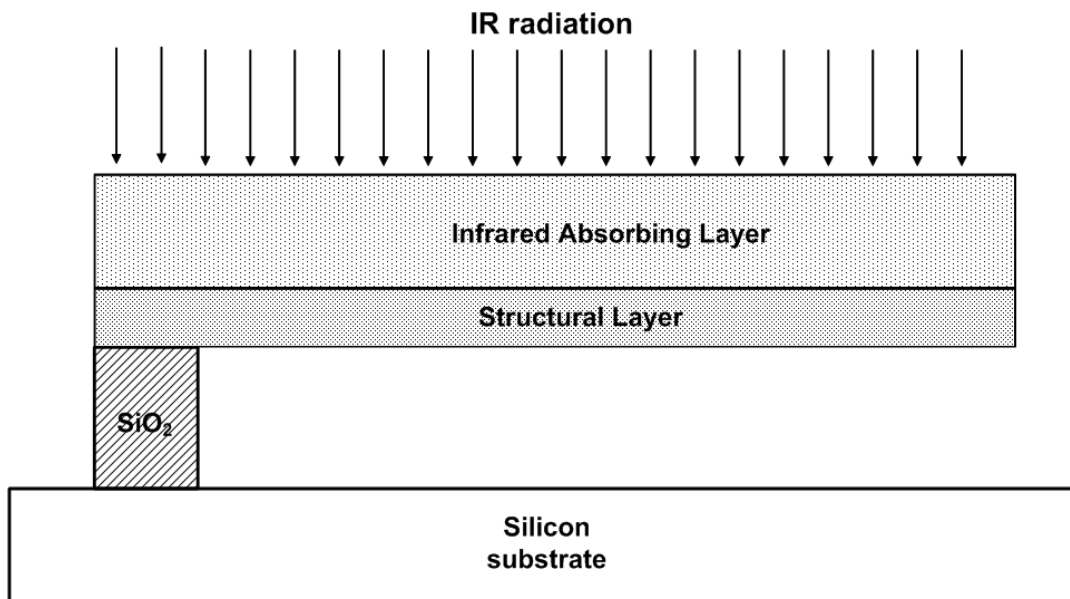 IR radiation
Infrared Absorbing Layer
Structural Layer
SiO₂
Silicon
substrate